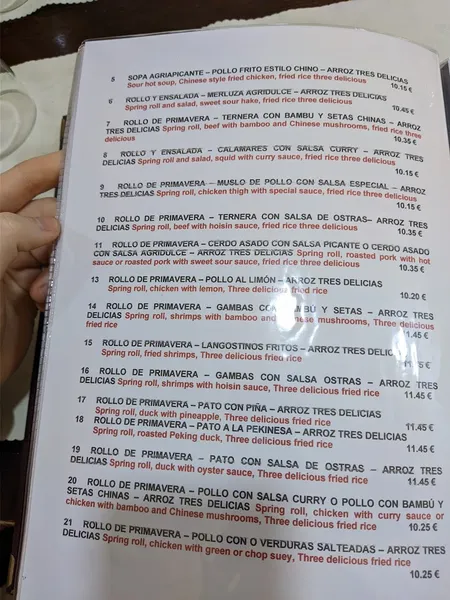 5 SOPA AGRIAPICANTE – POLLO FRITO ESTILO CHINO – ARROZ TRES DELICIAS
Sour hot soup, Chinese style fried chicken, fried rice three delicious
10.15 €
6 ROLLO Y ENSALADA – MERLUZA AGRIDULCE – ARROZ TRES DELICIAS
Spring roll and salad, sweet sour hake, fried rice three delicious
10.45 €
7 ROLLO DE PRIMAVERA – TERNERA CON BAMBU Y SETAS CHINAS – ARROZ
TRES DELICIAS Spring roll, beef with bamboo and Chinese mushrooms, fried rice three
delicious 10.35 €
8 ROLLO Y ENSALADA – CALAMARES CON SALSA CURRY – ARROZ TRES
DELICIAS Spring roll and salad, squid with curry sauce, fried rice three delicious
10.15 €
9 ROLLO DE PRIMAVERA – MUSLO DE POLLO CON SALSA ESPECIAL – ARROZ
TRES DELICIAS Spring roll, chicken thigh with special sauce, fried rice three delicious
10.15 €
10 ROLLO DE PRIMAVERA – TERNERA CON SALSA DE OSTRAS– ARROZ TRES
DELICIAS Spring roll, beef with hoisin sauce, fried rice three delicious
10.35 €
11 ROLLO DE PRIMAVERA – CERDO ASADO CON SALSA PICANTE O CERDO ASADO
CON SALSA AGRIDULCE – ARROZ TRES DELICIAS Spring roll, roasted pork with hot
sauce or roasted pork with sweet sour sauce, fried rice three delicious 10.35 €
13 ROLLO DE PRIMAVERA – POLLO AL LIMÓN – ARROZ TRES DELICIAS
Spring roll, chicken with lemon, Three delicious fried rice
10.20 €
14 ROLLO DE PRIMAVERA – GAMBAS CON BAMBÚ Y SETAS – ARROZ TRES
DELICIAS Spring roll, shrimps with bamboo and mushrooms, Three delicious
fried rice 11.45 €
15 ROLLO DE PRIMAVERA – LANGOSTINOS FRITOS – ARROZ TRES
Spring roll, fried shrimps, Three delicious fried rice
16 ROLLO DE PRIMAVERA – GAMBAS CON SALSA OSTRAS – ARROZ TRES
DELICIAS Spring roll, shrimps with hoisin sauce, Three delicious fried rice
11.45 €
17 ROLLO DE PRIMAVERA – PATO CON PIÑA – ARROZ TRES DELICIAS
Spring roll, duck with pineapple, Three delicious fried rice
11.45 €
18 ROLLO DE PRIMAVERA – PATO A LA PEKINESA – ARROZ TRES DELICIAS
Spring roll, roasted Peking duck, Three delicious fried rice
11.45 €
19 ROLLO DE PRIMAVERA – PATO CON SALSA DE OSTRAS – ARROZ TRES
DELICIAS Spring roll, duck with oyster sauce, Three delicious fried rice
11.45 €
20 ROLLO DE PRIMAVERA – POLLO CON SALSA CURRY O POLLO CON BAMBÚ Y
SETAS CHINAS – ARROZ TRES DELICIAS Spring roll, chicken with curry sauce or
chicken with bamboo and Chinese mushrooms, Three delicious fried rice 10.25 €
21 ROLLO DE PRIMAVERA – POLLO CON O VERDURAS SALTEADAS – ARROZ TRES
DELICIAS Spring roll, chicken with green or chop suey, Three delicious fried rice
10.25 €